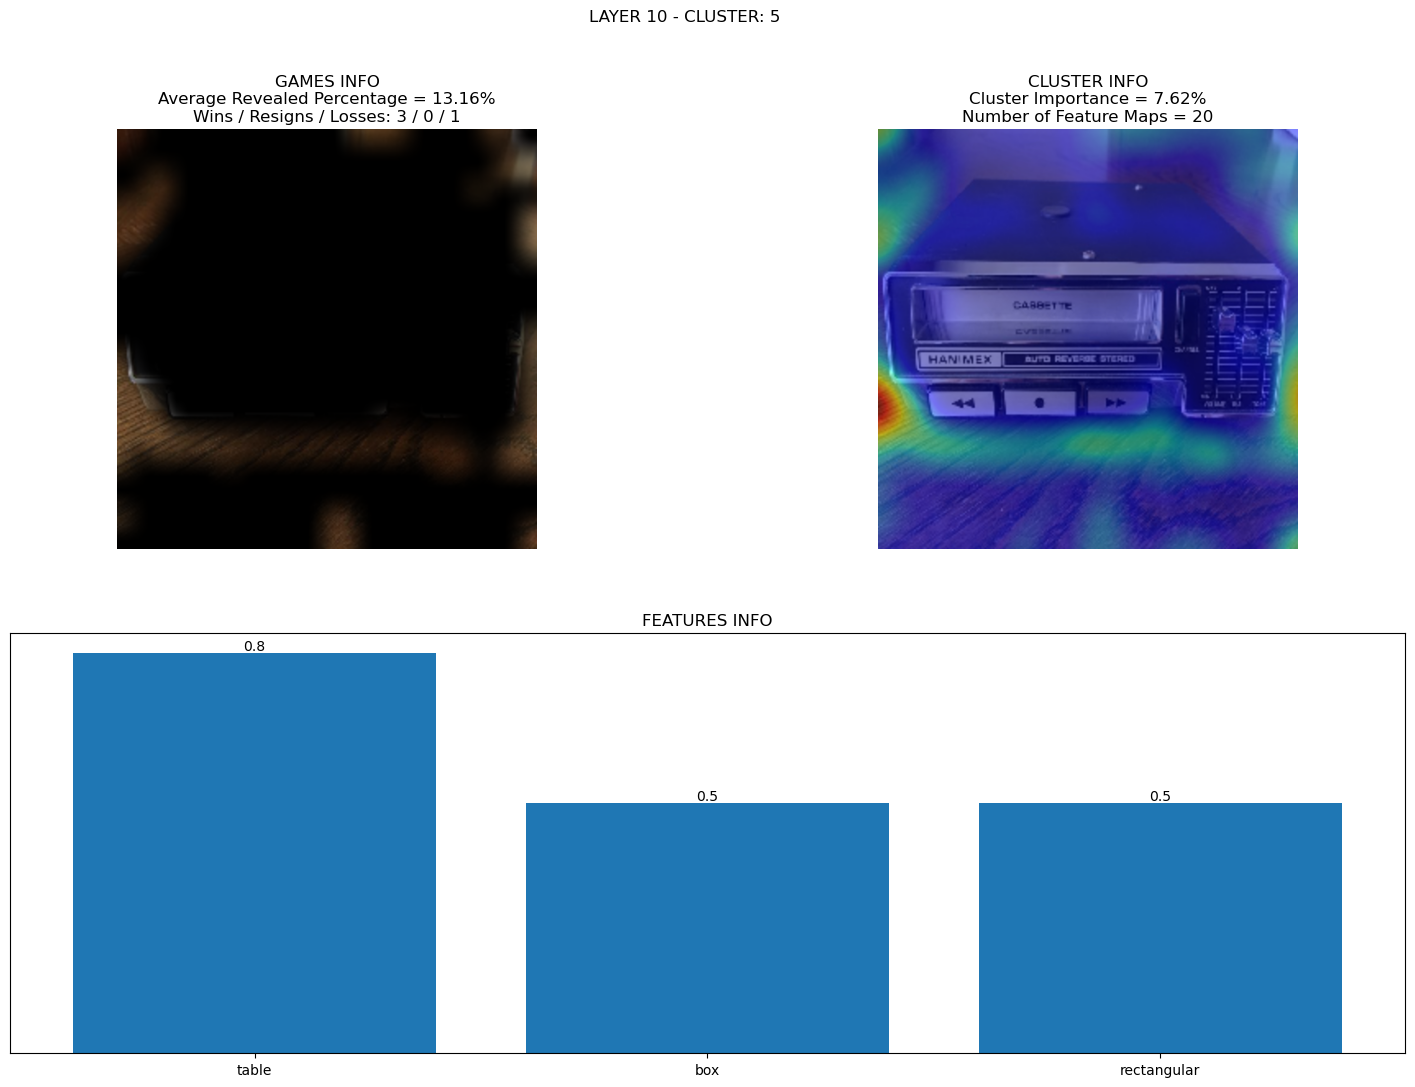 LAYER 10 - CLUSTER: 5
GAMES INFO
Average Revealed Percentage = 13.16%
Wins / Resigns / Losses: 3 / 0 / 1
CLUSTER INFO
Cluster Importance = 7.62%
Number of Feature Maps = 20
CASSETTE
HANIMEX
AUTO REVERSE STEREO
FEATURES INFO
0.8
0.5
0.5
table
box
rectangular